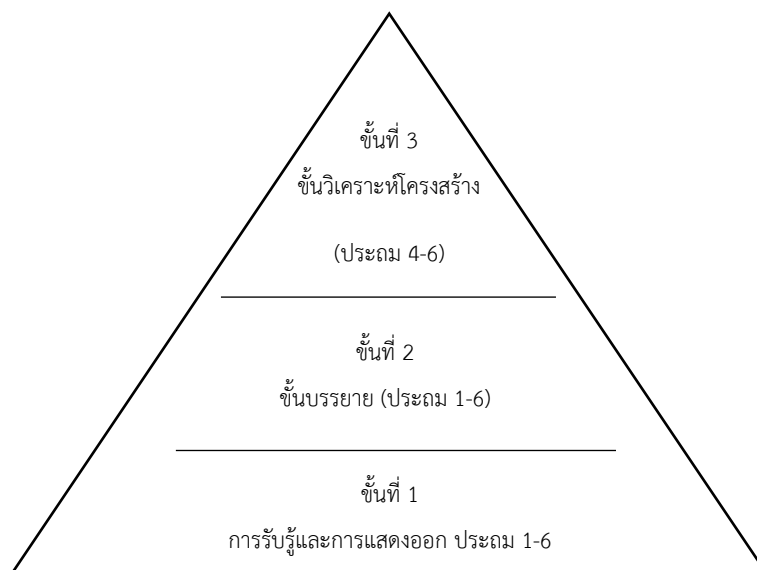 ขั้นที่ 3
ขั้นวิเคราะห์โครงสร้าง
(ประถม 4-6)
ขั้นที่ 2
ขั้นบรรยาย (ประถม 1-6)
ขั้นที่ 1
การรับรู้และการแสดงออก ประถม 1-6